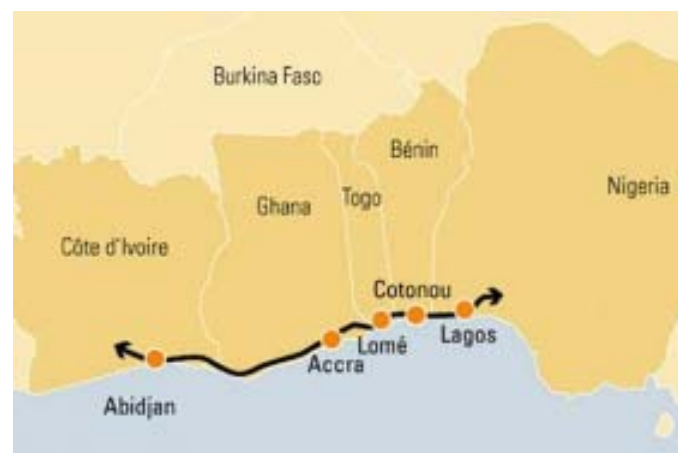 Burkina Faso
Bénin
Nigeria
Togo
Ghana
Côte d'Ivoire
Cotonou
Lagos
Lomé
Accra
Abidjan